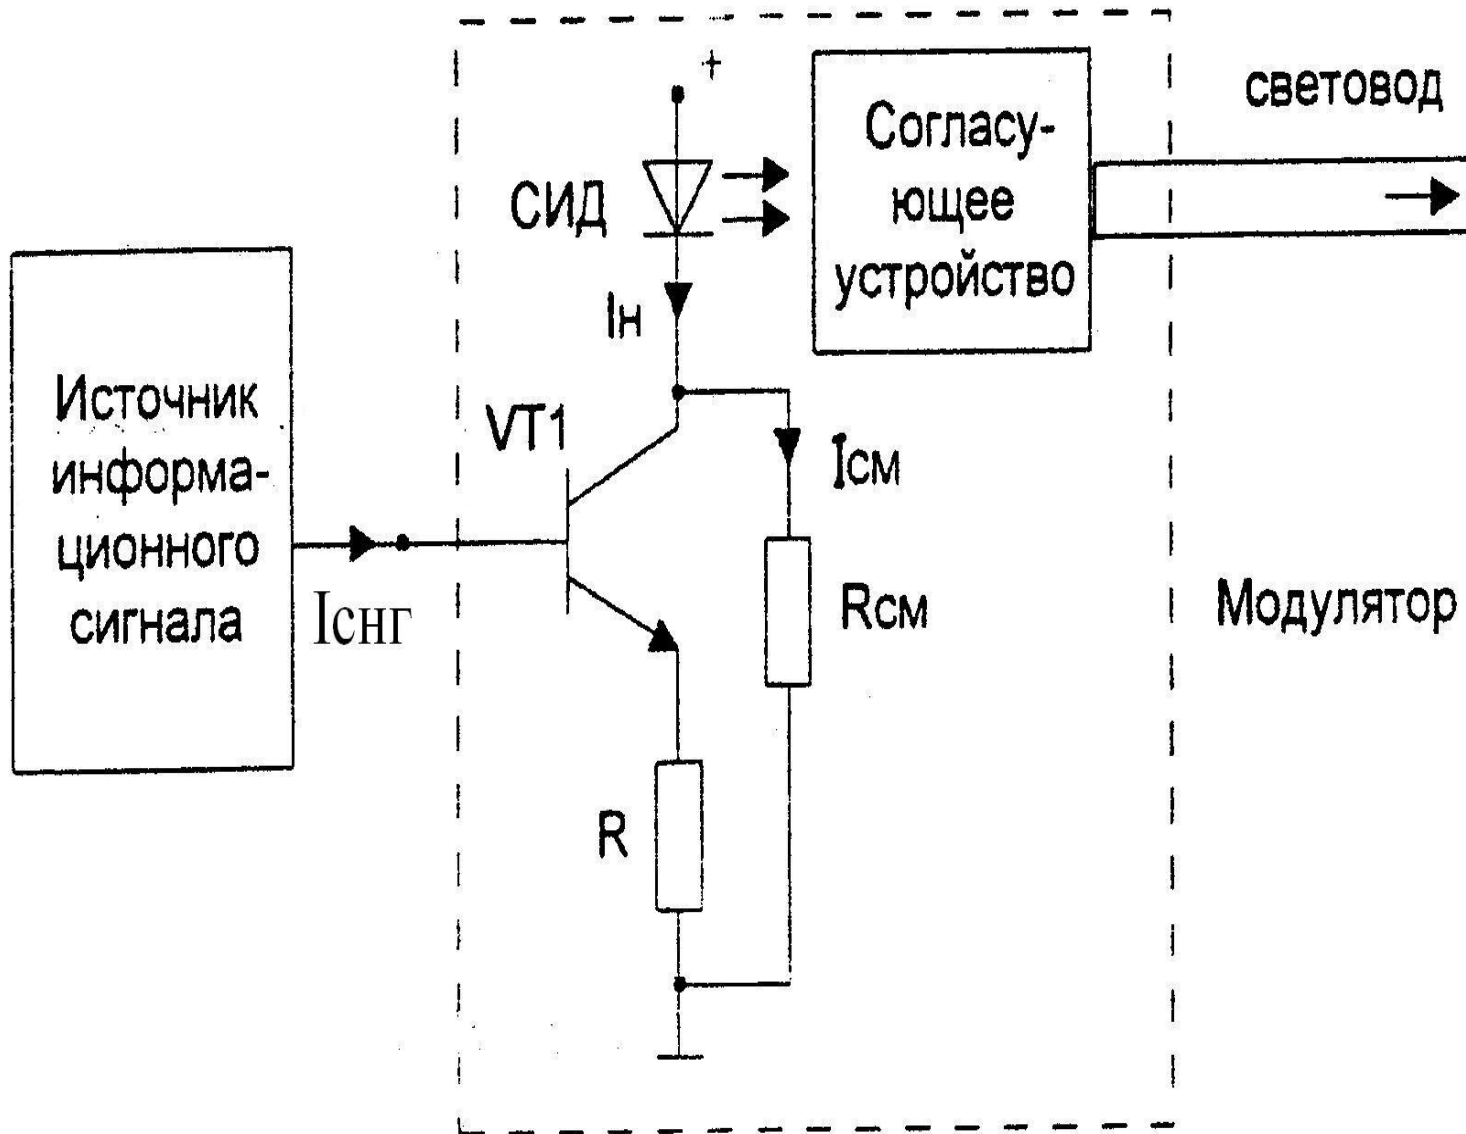 +
Согласу-
ющее
устройство
световод
СИД
Iн
Источник
информа-
ционного
сигнала
Iснг
VT1
Iсм
Rсм
R
Модулятор